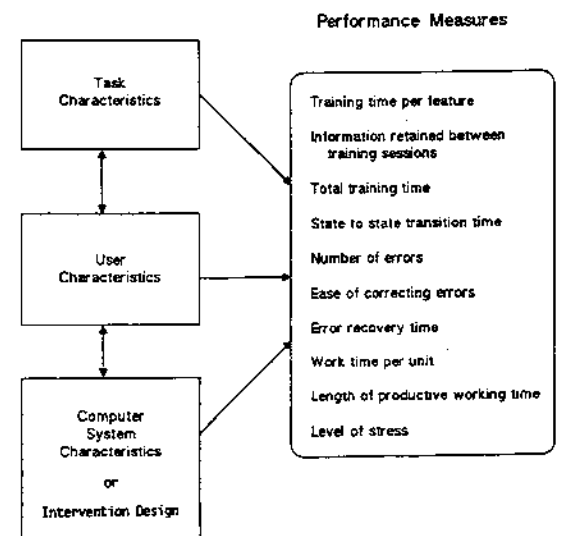 Performance Measures
Task
Characteristics
User
Characteristics
Computer
System
Characteristics
or
Intervention Design
Training time per feature
Information retained between
training sessions
Total training time
State to state transition time
Number of errors
Ease of correcting errors
Error recovery time
Work time per unit
Length of productive working time
Level of stress